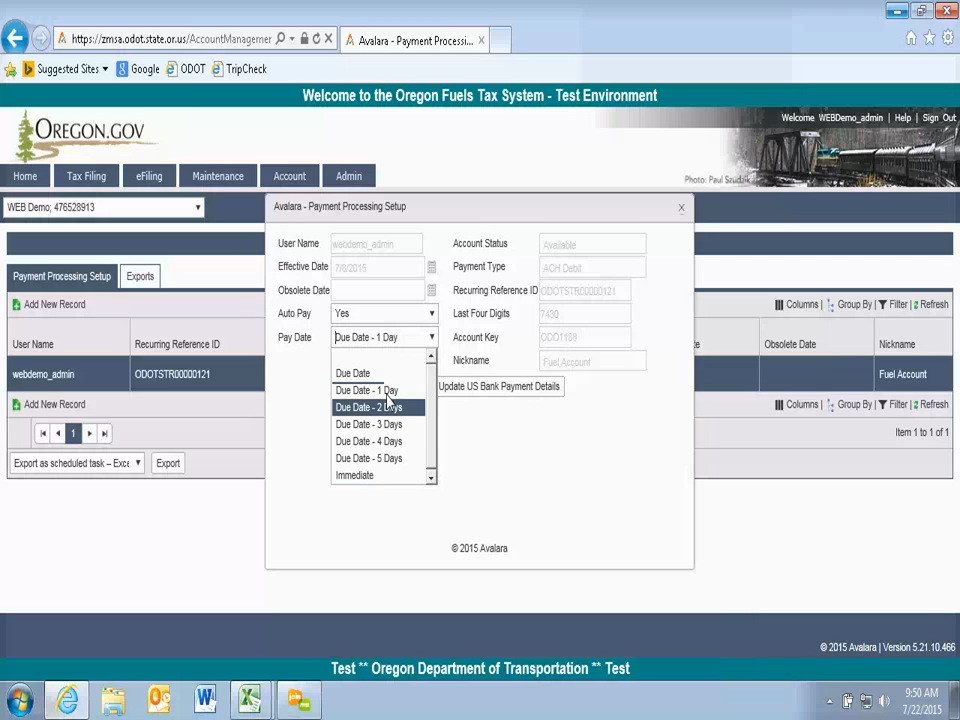 https://zmsa.odot.state.or.us/AccountManagemer
Avalara - Payment Processi...
Suggested Sites
Google
ODOT
TripCheck
Welcome to the Oregon Fuels Tax System - Test Environment
OREGON.GOV
Welcome WEBDemo_admin | Help | Sign Out
Home
Tax Filing
eFiling
Maintenance
Account
Admin
Photo: Paul
WEB Demo; 476528913
Avalara - Payment Processing Setup
x
User Name
webdemo_admin
Account Status
Available
Effective Date
7/6/2015
Payment Type
ACH Debit
Obsolete Date
Recurring Reference ID
ODOTSTR00000121
Auto Pay
Yes
Last Four Digits
7430
Pay Date
Due Date - 1 Day
Account Key
ODO1188
Nickname
Fuel Account
Due Date
Due Date - 1 Day
Due Date - 2 Days
Due Date - 3 Days
Due Date - 4 Days
Due Date - 5 Days
Immediate
Update US Bank Payment Details
© 2015 Avalara
Payment Processing Setup
Exports
Add New Record
Columns | Group By | Filter | Refresh
User Name
Recurring Reference ID
Obsolete Date
Nickname
webdemo_admin
ODOTSTR00000121
Fuel Account
Add New Record
Columns | Group By | Filter | Refresh
1
Item 1 to 1 of 1
Export as scheduled task – Exce
Export
© 2015 Avalara | Version 5.21.10.466
Test ** Oregon Department of Transportation ** Test
9:50 AM
7/22/2015